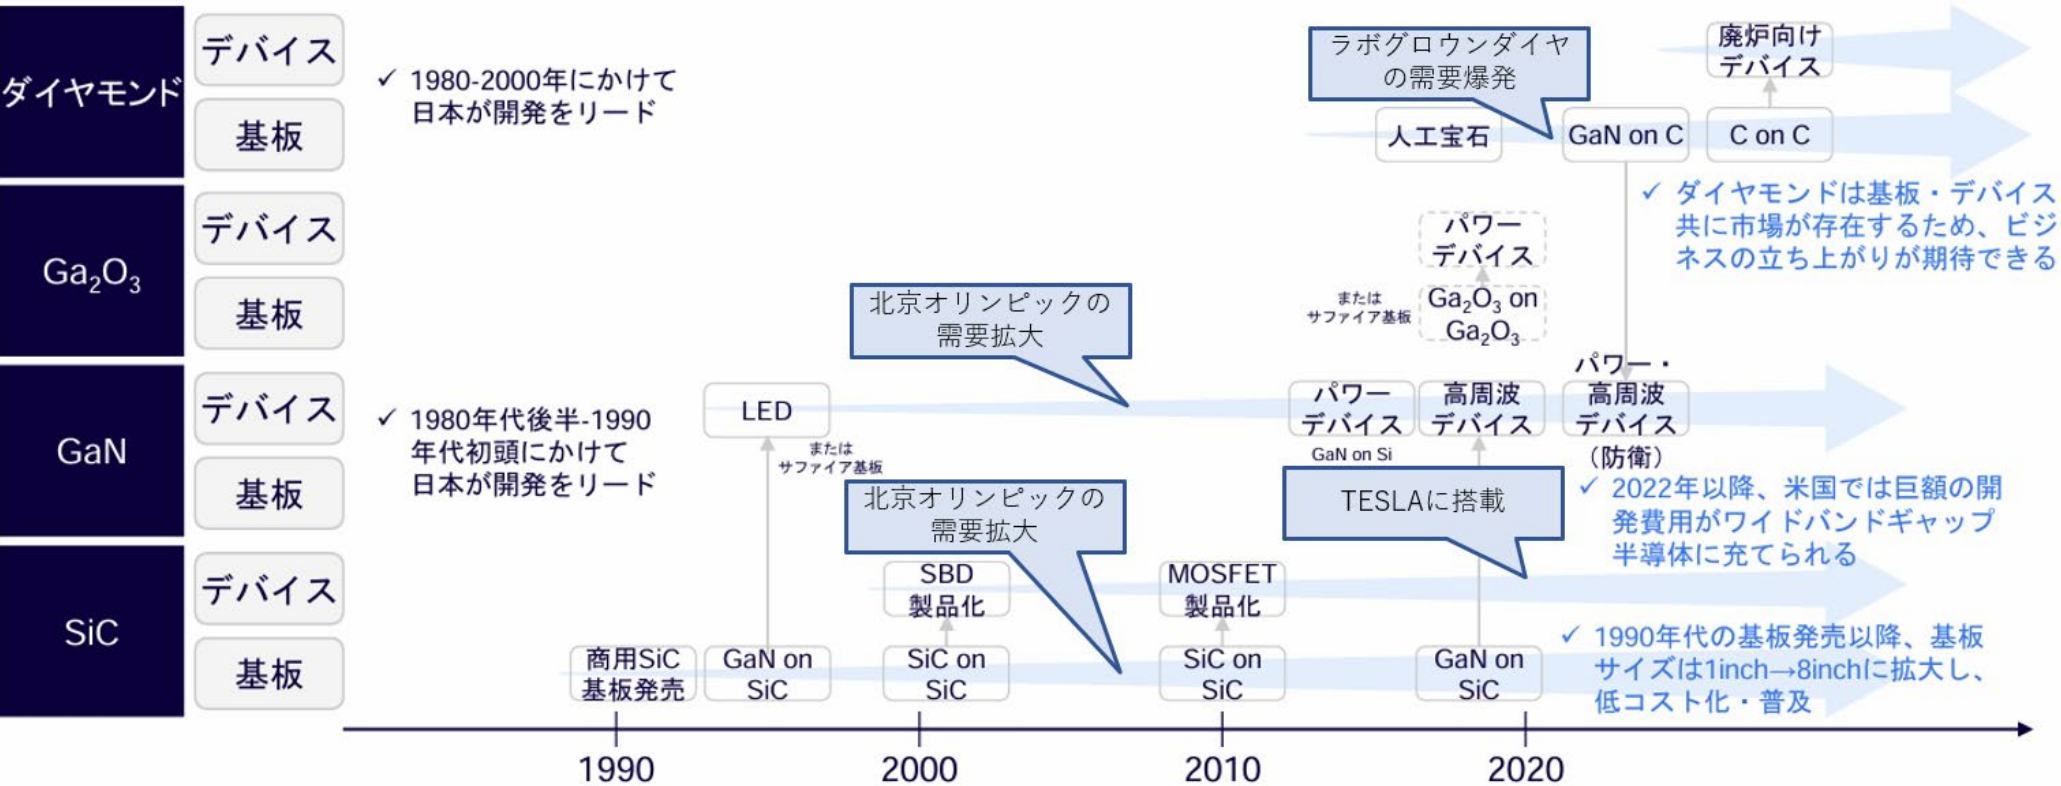 ダイヤモンド
デバイス
基板
✓ 1980-2000年にかけて
日本が開発をリード
ラボグロウンダイヤ
の需要爆発
廃炉向け
デバイス
人工宝石
GaN on C
C on C
✓ ダイヤモンドは基板・デバイス
共に市場が存在するため、ビジ
ネスの立ち上がりが期待できる
Ga₂O₃
デバイス
基板
パワー
デバイス
または
サファイア基板
Ga₂O₃ on
Ga₂O₃
北京オリンピックの
需要拡大
GaN
デバイス
基板
✓ 1980年代後半-1990
年代初頭にかけて
日本が開発をリード
LED
または
サファイア基板
パワー
デバイス
GaN on Si
高周波
デバイス
パワー・
高周波
デバイス
（防衛）
北京オリンピックの
需要拡大
TESLAに搭載
✓ 2022年以降、米国では巨額の開
発費用がワイドバンドギャップ
半導体に充てられる
SiC
デバイス
基板
SBD
製品化
MOSFET
製品化
商用SiC
基板発売
GaN on
SiC
SiC on
SiC
SiC on
SiC
GaN on
SiC
✓ 1990年代の基板発売以降、基板
サイズは1inch→8inchに拡大し、
低コスト化・普及
1990
2000
2010
2020